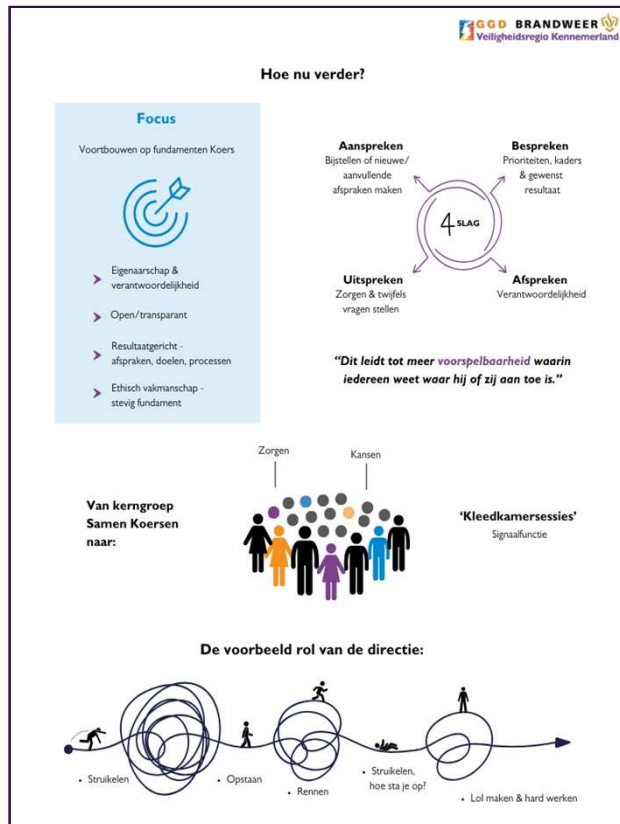 GGD BRANDWEER
Veiligheidsregio Kennemerland
Hoe nu verder?
Focus
Voortbouwen op fundamenten Koers
Eigenaarschap &
verantwoordelijkheid
Open/transparant
Resultaatgericht -
afspraken, doelen, processen
Ethisch vakmanschap -
stevig fundament
Aanspreken
Bijstellen of nieuwe/
aanvullende
afspraken maken
Bespreken
Prioriteiten, kaders
& gewenst
resultaat
4 SLAG
Uitspreken
Zorgen & twijfels
vragen stellen
Afspreken
Verantwoordelijkheid
“Dit leidt tot meer voorspelbaarheid waarin
iedereen weet waar hij of zij aan toe is.”
Zorgen
Kansen
Van kerngroep
Samen Koersen
naar:
‘Kleedkamersessies’
Signaalfunctie
De voorbeeld rol van de directie:
• Struikelen
• Opstaan
• Rennen
• Struikelen,
hoe sta je op?
• Lol maken & hard werken